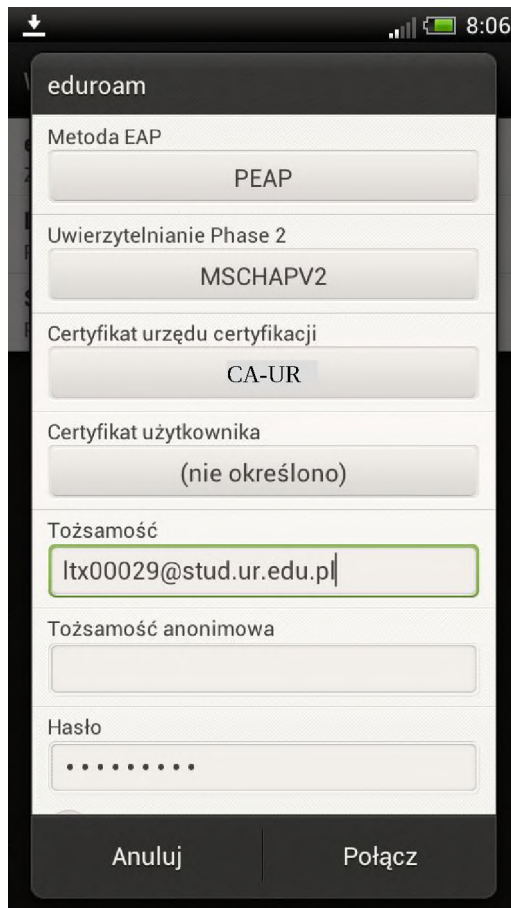 8:06
eduroam
Metoda EAP
PEAP
Uwierzytelnianie Phase 2
MSCHAPV2
Certyfikat urzędu certyfikacji
CA-UR
Certyfikat użytkownika
(nie określono)
Tożsamość
ltx00029@stud.ur.edu.pl
Tożsamość anonimowa
Hasło
•••••••••
Anuluj
Połącz